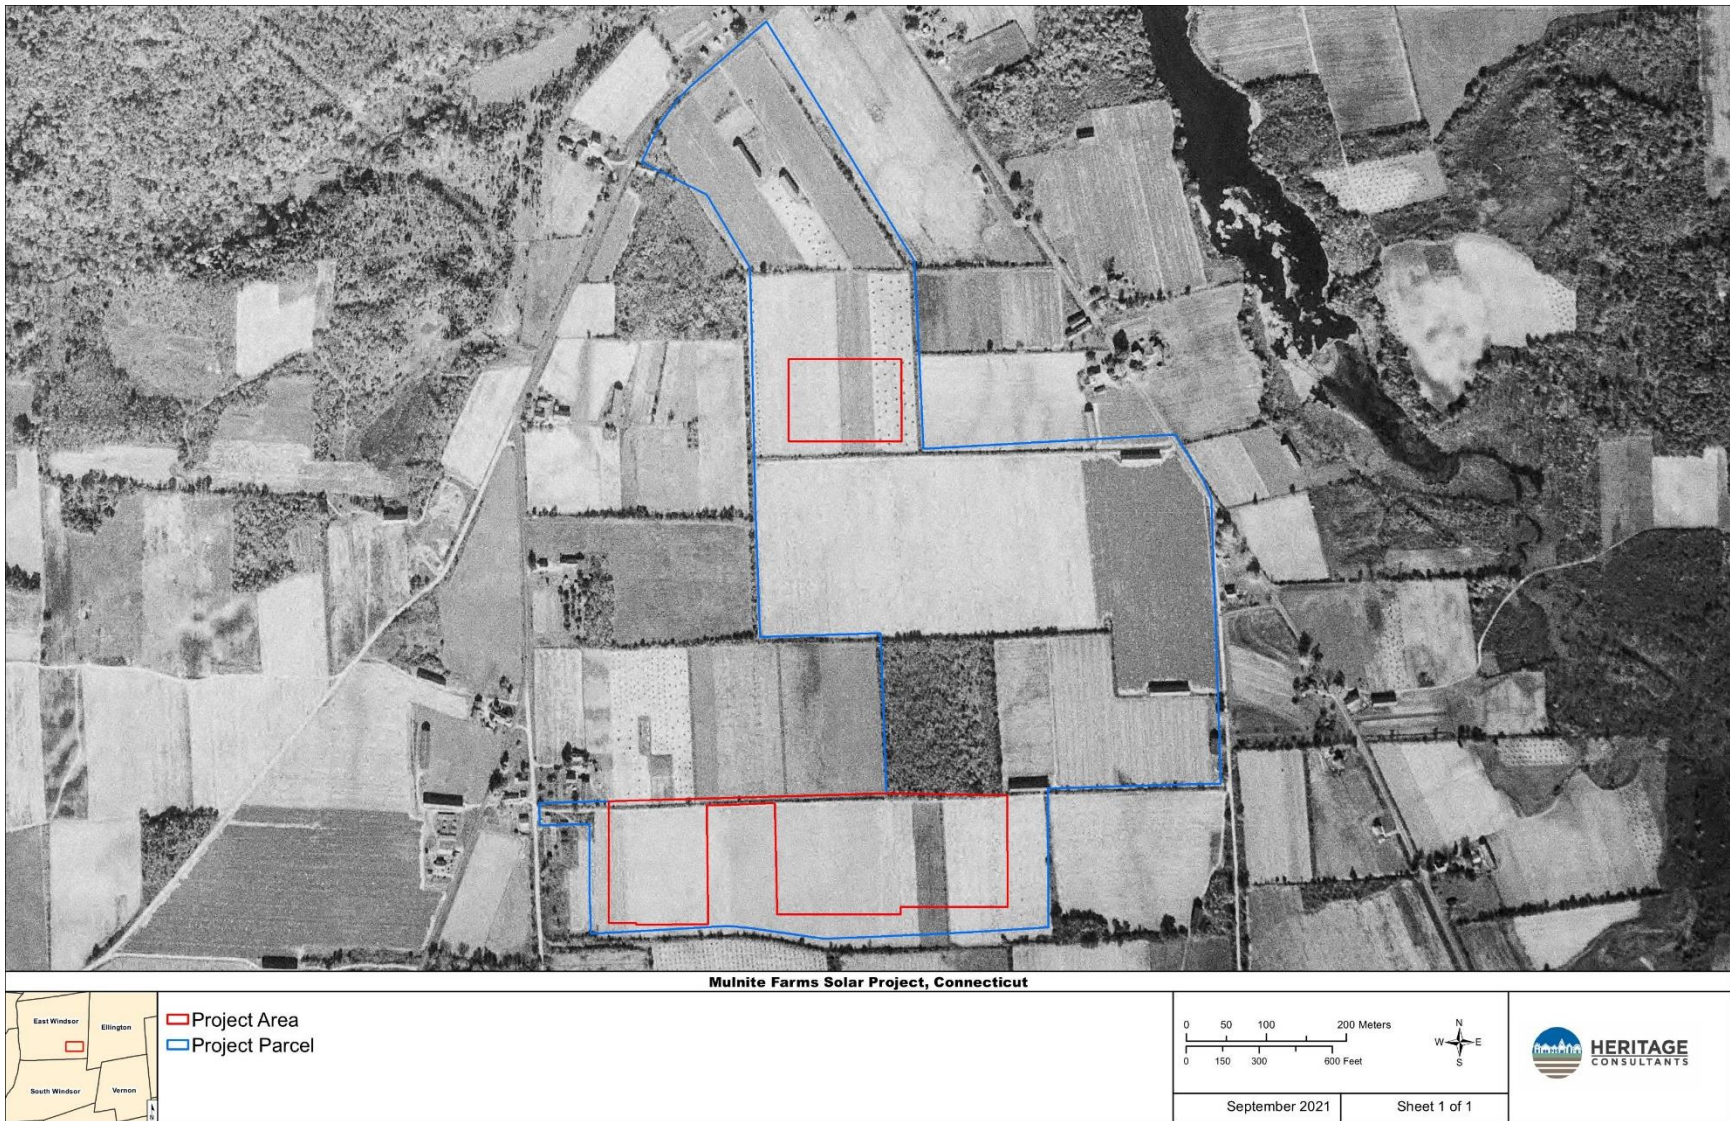 Mulnite Farms Solar Project, Connecticut
East Windsor
Ellington
South Windsor
Vernon
N
Project Area
Project Parcel
0 50 100 200 Meters
0 150 300 600 Feet
N
W E
S
September 2021
Sheet 1 of 1
HERITAGE
CONSULTANTS